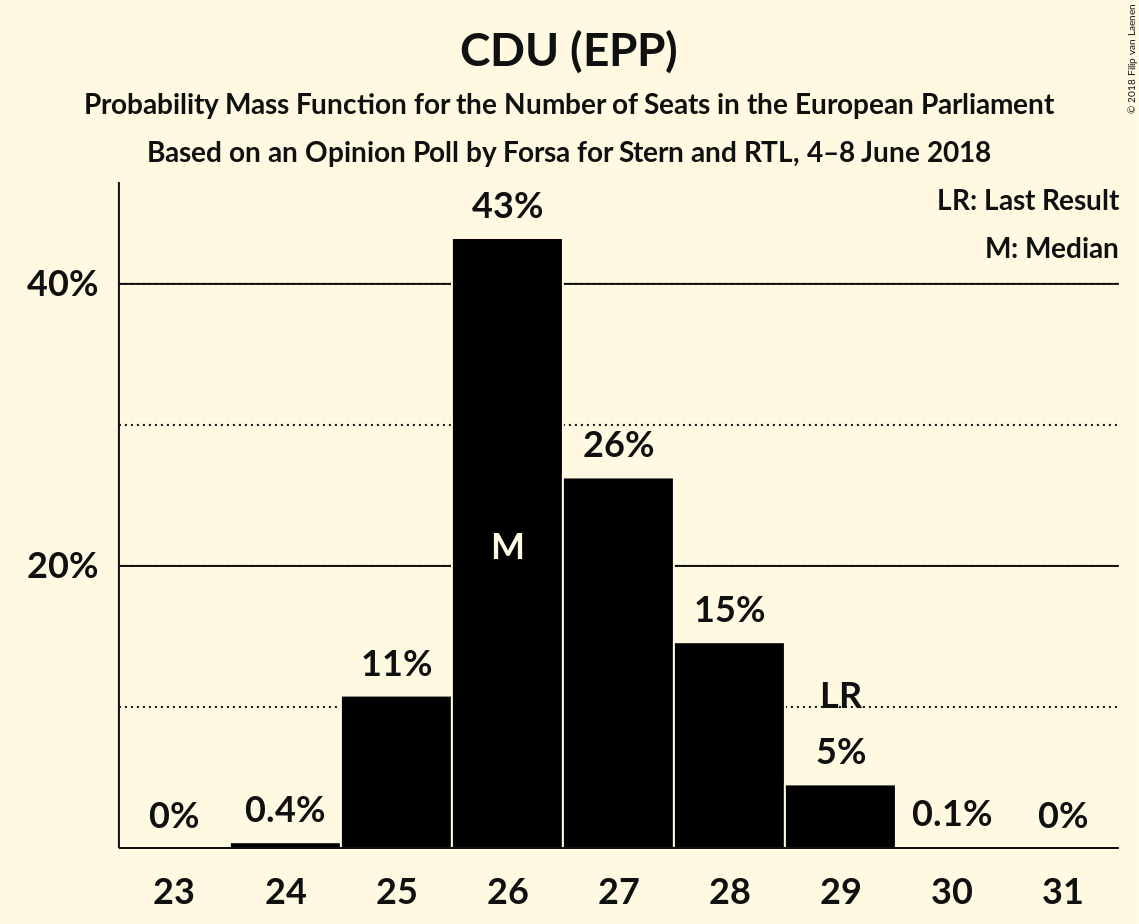 CDU (EPP)
Probability Mass Function for the Number of Seats in the European Parliament
Based on an Opinion Poll by Forsa for Stern and RTL, 4–8 June 2018
© 2018 Filip van Laenen
LR: Last Result
M: Median
43%
40%
26%
M
20%
15%
11%
LR
5%
0%
0.4%
0.1%
0%
23 24 25 26 27 28 29 30 31